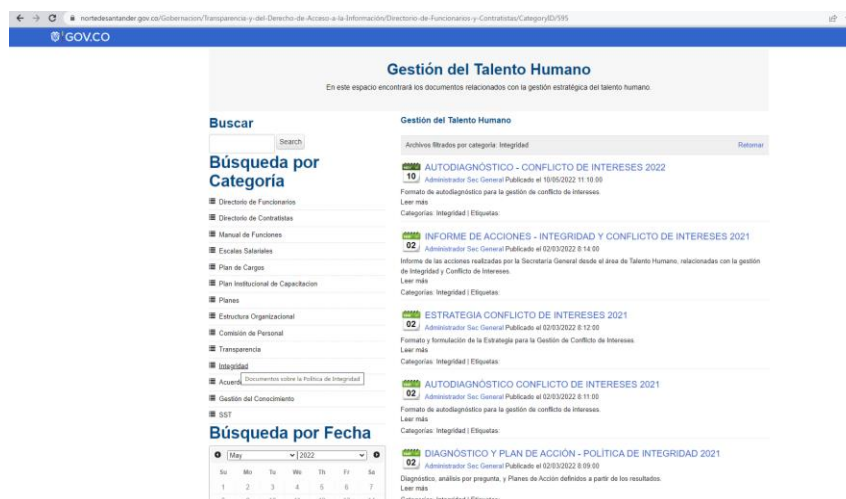 nortedesantander.gov.co/Gobernacion/Transparencia-y-del-Derecho-de-Acceso-a-la-Información/Directorio-de-Funcionarios-y-Contratistas/CategoryID/595
GOV.CO
Gestión del Talento Humano
En este espacio encontrará los documentos relacionados con la gestión estratégica del talento humano.
Buscar
Search
Búsqueda por
Categoría
Directorio de Funcionarios
Directorio de Contratistas
Manual de Funciones
Escalas Salariales
Plan de Cargos
Plan Institucional de Capacitacion
Planes
Estructura Organizacional
Comisión de Personal
Transparencia
Integridad
Documentos sobre la Política de Integridad
Gestión del Conocimiento
SST
Búsqueda por Fecha
May 2022
Su Mo Tu We Th Fr Sa
1 2 3 4 5 6 7
Gestión del Talento Humano
Archivos filtrados por categoría: Integridad Retornar
10 AUTODIAGNÓSTICO - CONFLICTO DE INTERESES 2022
Administrador Sec General Publicado el 10/05/2022 11:10:00
Formato de autodiagnóstico para la gestión de conflicto de intereses.
Leer más
Categorías: Integridad | Etiquetas:
02 INFORME DE ACCIONES - INTEGRIDAD Y CONFLICTO DE INTERESES 2021
Administrador Sec General Publicado el 02/03/2022 8:14:00
Informe de las acciones realizadas por la Secretaría General desde el área de Talento Humano, relacionadas con la gestión
de Integridad y Conflicto de Intereses.
Leer más
Categorías: Integridad | Etiquetas:
02 ESTRATEGIA CONFLICTO DE INTERESES 2021
Administrador Sec General Publicado el 02/03/2022 8:12:00
Formato y formulación de la Estrategia para la Gestión de Conflicto de Intereses.
Leer más
Categorías: Integridad | Etiquetas:
02 AUTODIAGNÓSTICO CONFLICTO DE INTERESES 2021
Administrador Sec General Publicado el 02/03/2022 8:11:00
Formato de autodiagnóstico para la gestión de conflicto de intereses.
Leer más
Categorías: Integridad | Etiquetas:
02 DIAGNÓSTICO Y PLAN DE ACCIÓN - POLÍTICA DE INTEGRIDAD 2021
Administrador Sec General Publicado el 02/03/2022 8:09:00
Diagnóstico, análisis por pregunta, y Planes de Acción definidos a partir de los resultados.
Leer más